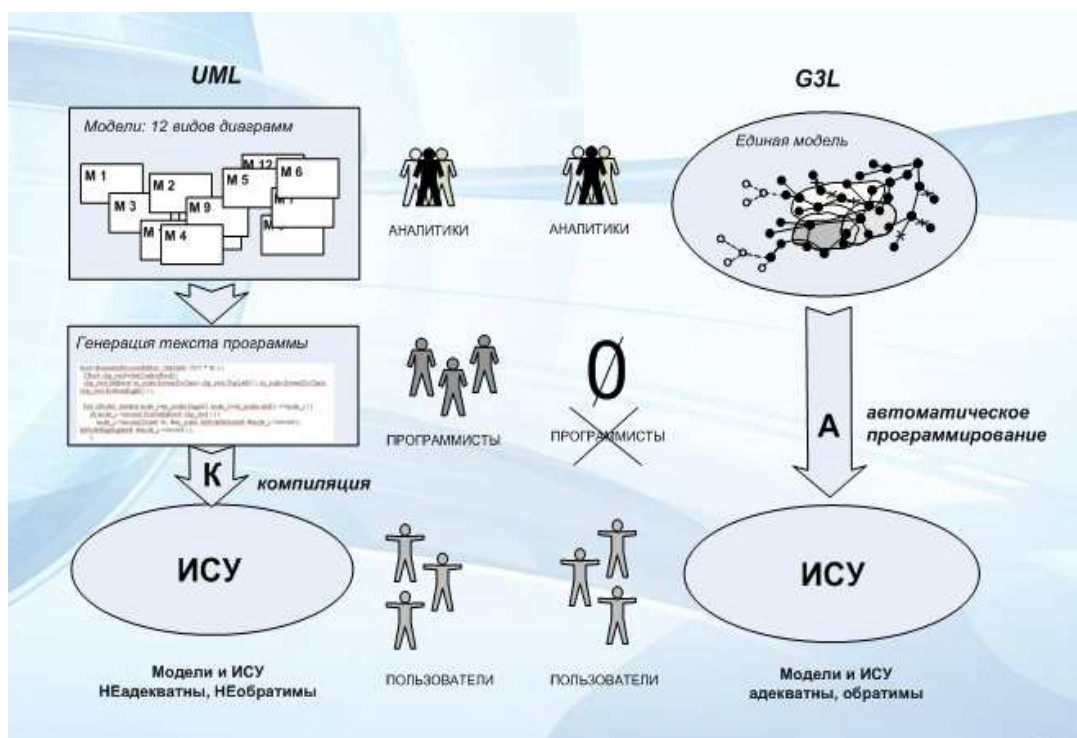 UML
G3L
Модели: 12 видов диаграмм
М 1
М 2
М 3
М 4
М 5
М 6
М 9
М 12
Единая модель
АНАЛИТИКИ
АНАЛИТИКИ
Генерация текста программы
0
ПРОГРАММИСТЫ
ПРОГРАММИСТЫ
А
автоматическое
программирование
К
компиляция
ИСУ
ИСУ
ПОЛЬЗОВАТЕЛИ
ПОЛЬЗОВАТЕЛИ
Модели и ИСУ
НЕадекватны, НЕобратимы
Модели и ИСУ
адекватны, обратимы